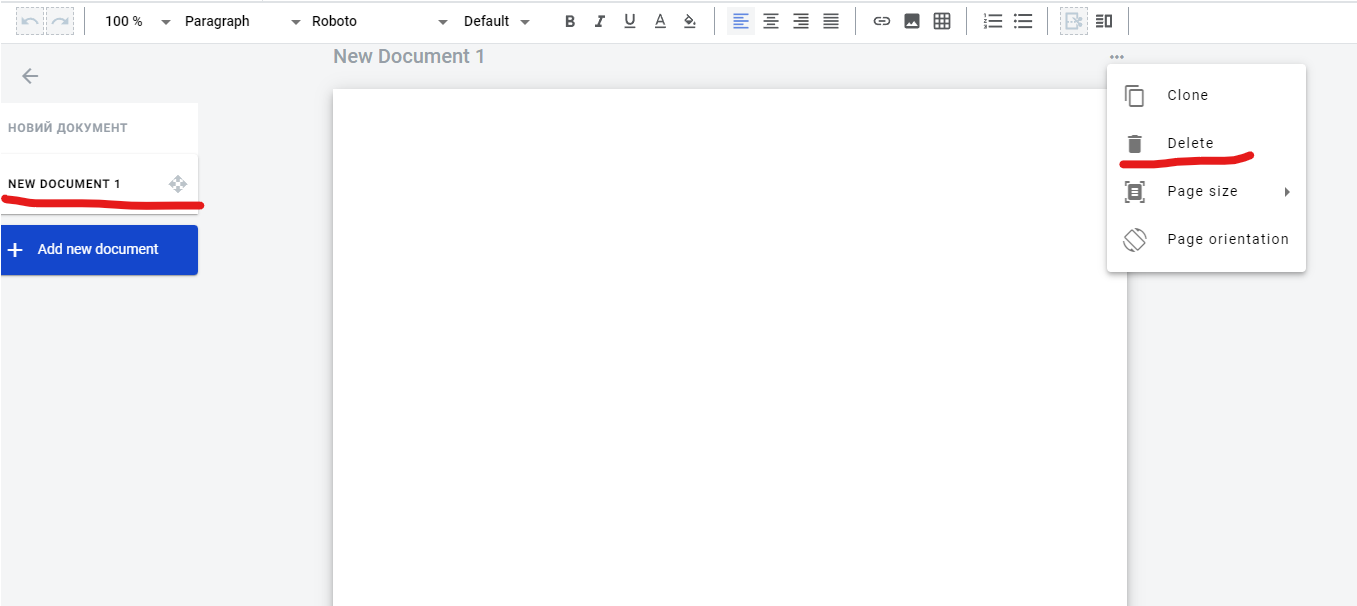 100 % Paragraph Roboto Default B I U A
New Document 1
НОВИЙ ДОКУМЕНТ
NEW DOCUMENT 1
Add new document
Clone
Delete
Page size
Page orientation